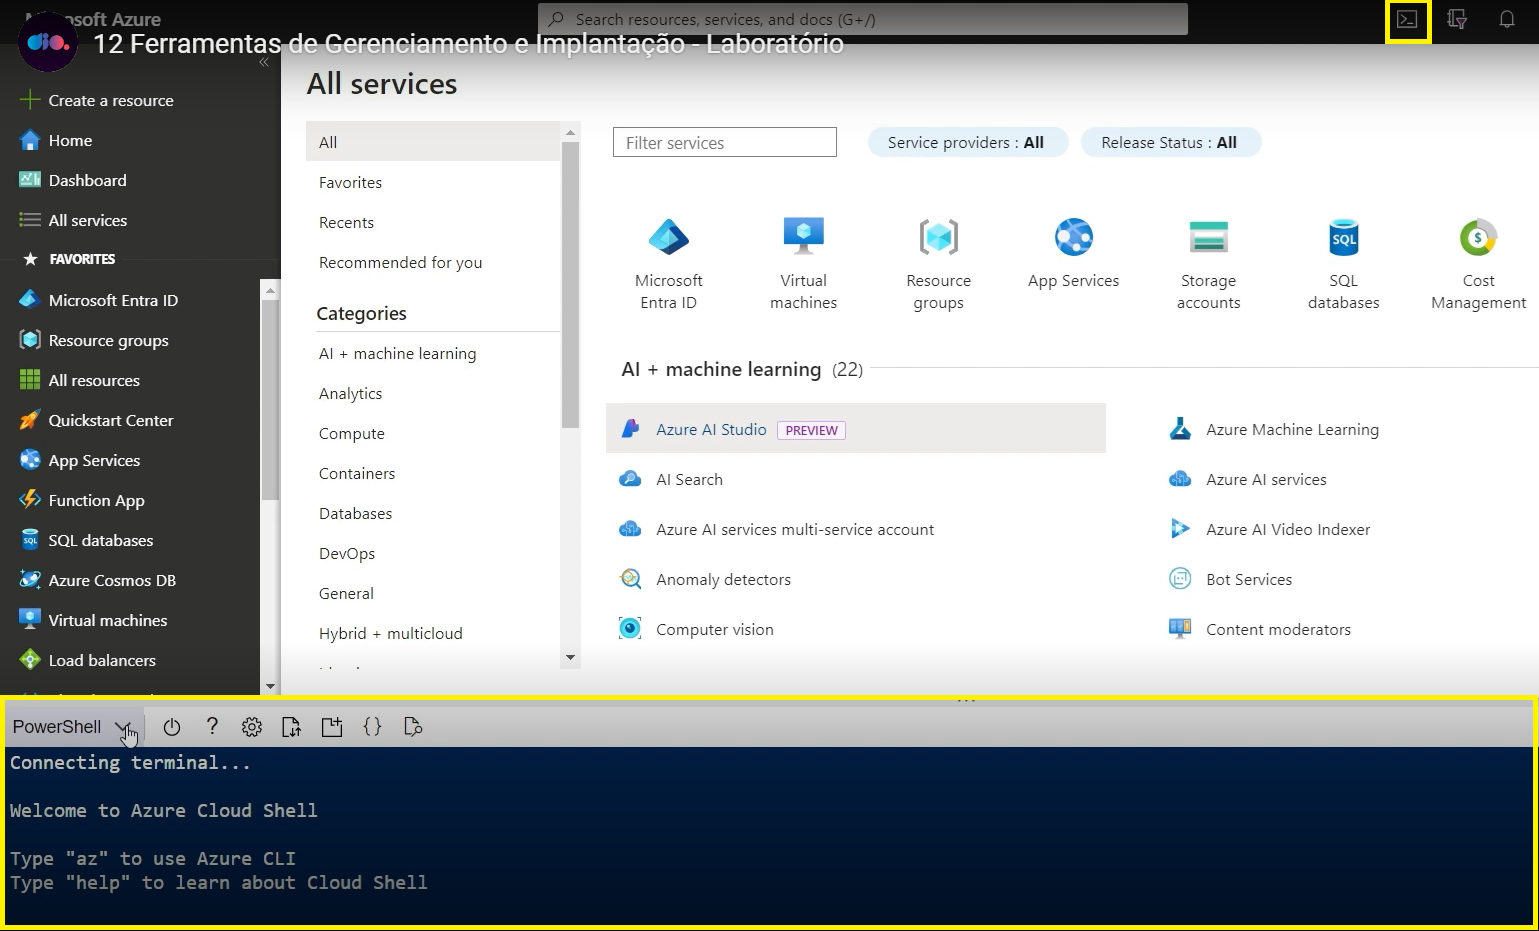 Microsoft Azure
Search resources, services, and docs (G+/)
dio.
12 Ferramentas de Gerenciamento e Implantação - Laboratório
«
Create a resource
Home
Dashboard
All services
FAVORITES
Microsoft Entra ID
Resource groups
All resources
Quickstart Center
App Services
Function App
SQL databases
Azure Cosmos DB
Virtual machines
Load balancers
All services
All
Favorites
Recents
Recommended for you
Categories
AI + machine learning
Analytics
Compute
Containers
Databases
DevOps
General
Hybrid + multicloud
Filter services
Service providers : All
Release Status : All
Microsoft
Entra ID
Virtual
machines
Resource
groups
App Services
Storage
accounts
SQL
SQL
databases
$
Cost
Management
AI + machine learning (22)
Azure AI Studio PREVIEW
Azure Machine Learning
AI Search
Azure AI services
Azure AI services multi-service account
Azure AI Video Indexer
Anomaly detectors
Bot Services
Computer vision
Content moderators
PowerShell
? { }
Connecting terminal...
Welcome to Azure Cloud Shell
Type "az" to use Azure CLI
Type "help" to learn about Cloud Shell